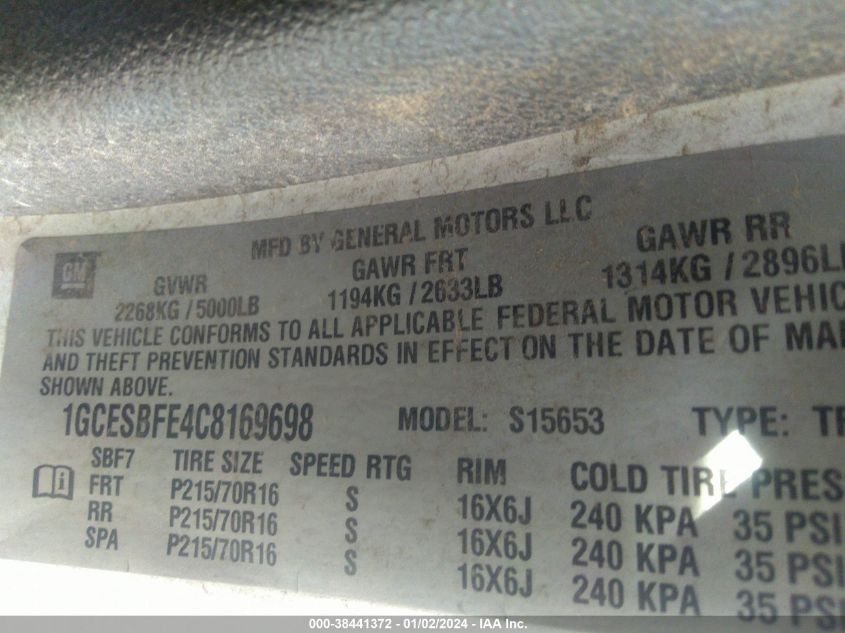 MFD BY GENERAL MOTORS LLC
GM
GVWR GAWR FRT GAWR RR
2268KG / 5000LB 1194KG / 2633LB 1314KG / 2896L
THIS VEHICLE CONFORMS TO ALL APPLICABLE FEDERAL MOTOR VEHIC
AND THEFT PREVENTION STANDARDS IN EFFECT ON THE DATE OF MA
SHOWN ABOVE.
1GCESBFE4C8169698 MODEL: S15653 TYPE: TR
SBF7 TIRE SIZE SPEED RTG RIM COLD TIRE PRES
FRT P215/70R16 S 16X6J 240 KPA 35 PSI
RR P215/70R16 S 16X6J 240 KPA 35 PSI
SPA P215/70R16 S 16X6J 240 KPA 35 PSI
000-38441372 - 01/02/2024 - IAA Inc.